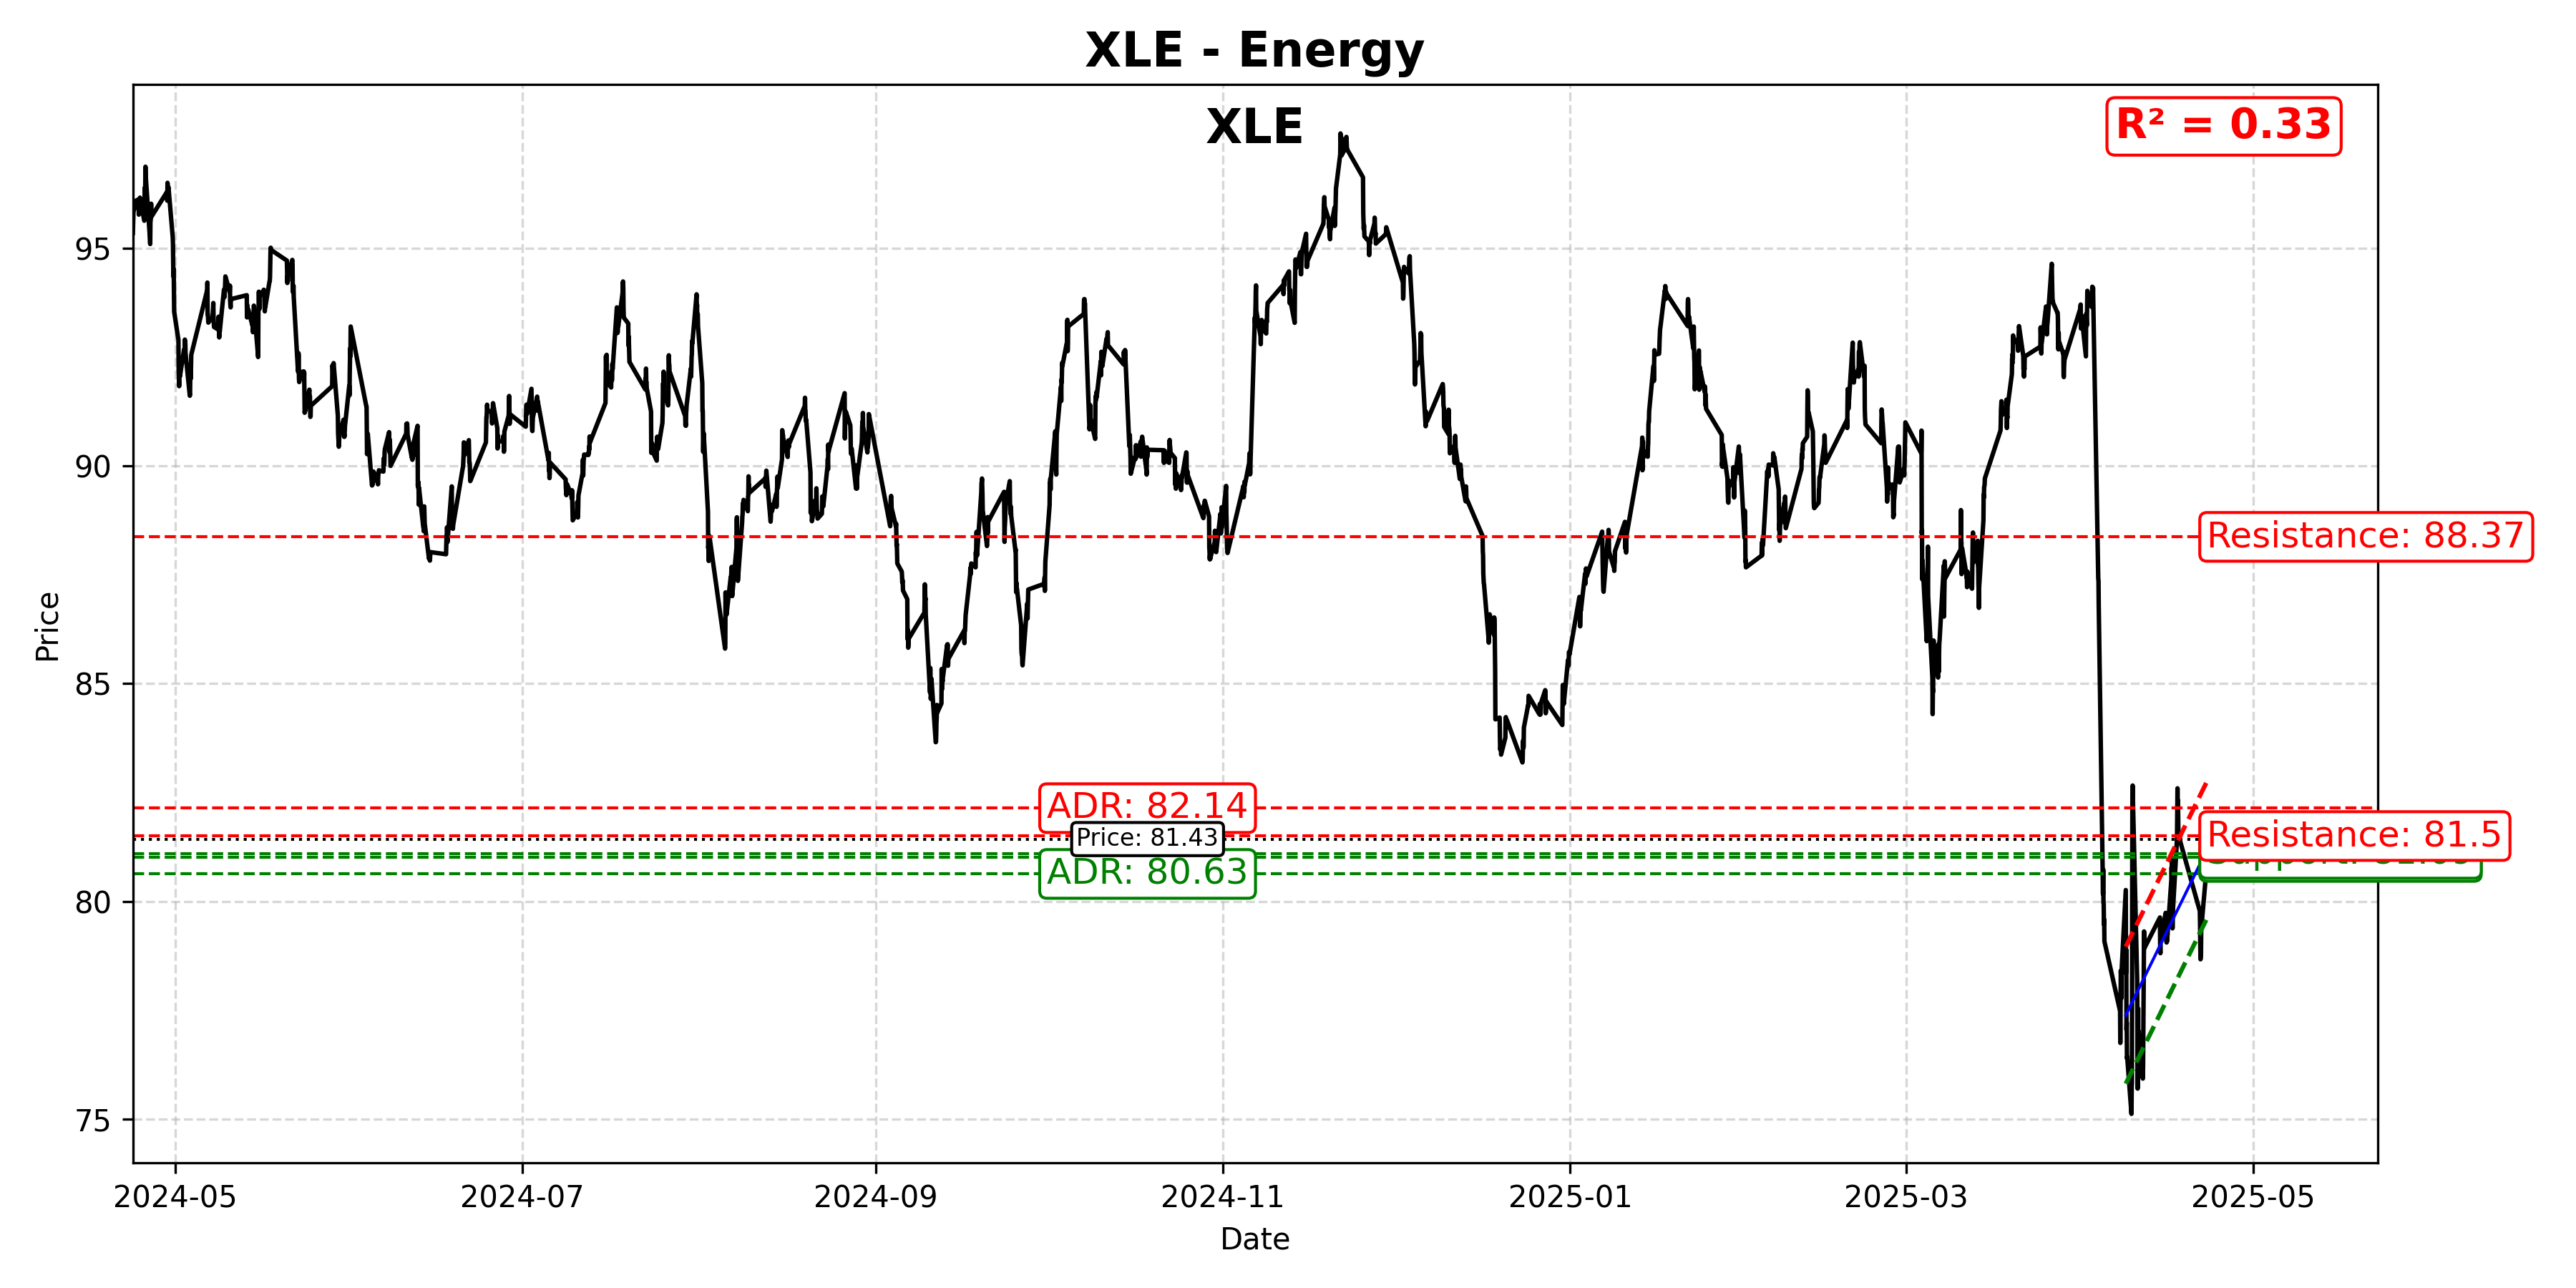 XLE - Energy
XLE
R² = 0.33
95
90
85
80
75
Price
Resistance: 88.37
ADR: 82.14
Price: 81.43
Resistance: 81.5
ADR: 80.63
2024-05
2024-07
2024-09
2024-11
2025-01
2025-03
2025-05
Date